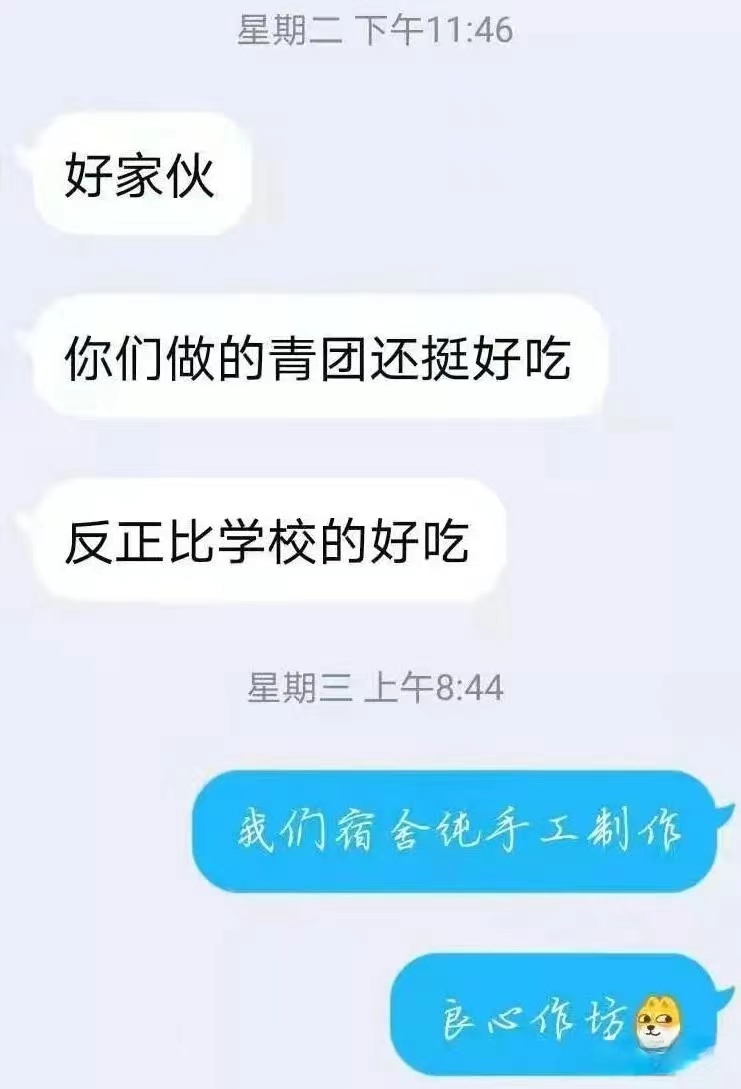 星期二 下午11:46
好家伙
你们做的青团还挺好吃
反正比学校的好吃
星期三 上午8:44
我们宿舍纯手工制作
良心作坊